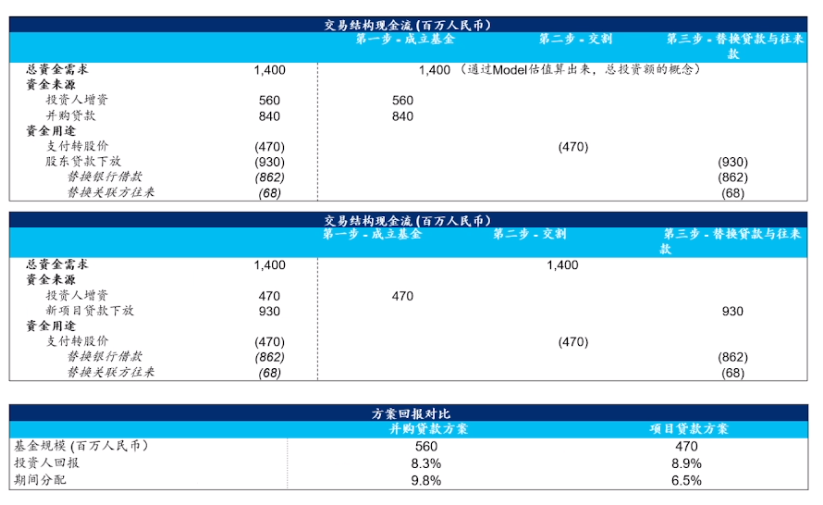 交易结构现金流 (百万人民币)
第一步 - 成立基金 第二步 - 交割 第三步 - 替换贷款与往来款
总资金需求 1,400 1,400 (通过Model估值算出来,总投资额的概念)
资金来源
投资人增资 560 560
并购贷款 840 840
资金用途
支付转股价 (470) (470)
股东贷款下放 (930) (930)
替换银行借款 (862) (862)
替换关联方往来 (68) (68)
交易结构现金流 (百万人民币)
第一步 - 成立基金 第二步 - 交割 第三步 - 替换贷款与往来款
总资金需求 1,400 1,400
资金来源
投资人增资 470 470
新项目贷款下放 930 930
资金用途
支付转股价 (470) (470)
替换银行借款 (862) (862)
替换关联方往来 (68) (68)
方案回报对比
并购贷款方案 项目贷款方案
基金规模 (百万人民币) 560 470
投资人回报 8.3% 8.9%
期间分配 9.8% 6.5%